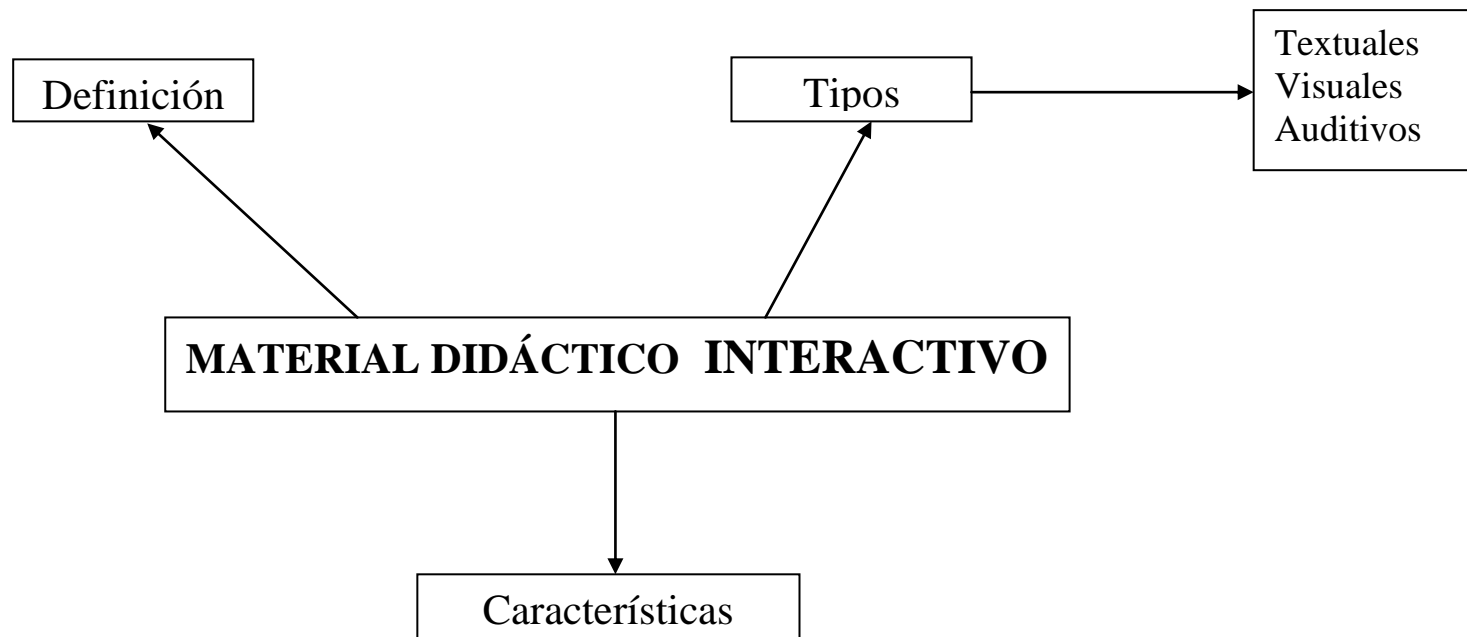 Definición
Tipos
Textuales
Visuales
Auditivos
MATERIAL DIDÁCTICO INTERACTIVO
Características